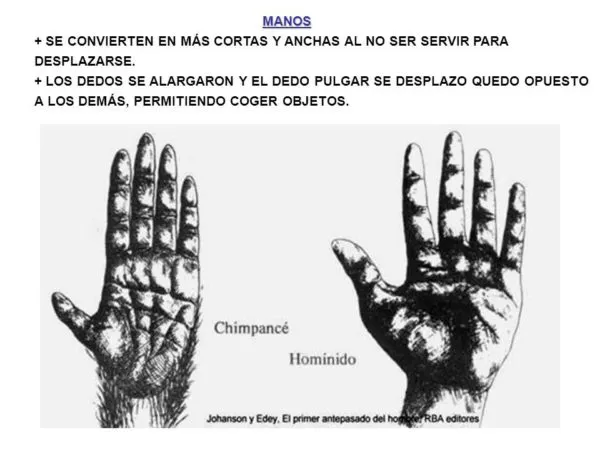 MANOS
+ SE CONVIERTEN EN MÁS CORTAS Y ANCHAS AL NO SER SERVIR PARA
DESPLAZARSE.
+ LOS DEDOS SE ALARGARON Y EL DEDO PULGAR SE DESPLAZO QUEDO OPUESTO
A LOS DEMÁS, PERMITIENDO COGER OBJETOS.
Chimpancé
Homínido
Johanson y Edey, El primer antepasado del hombre, RBA editores